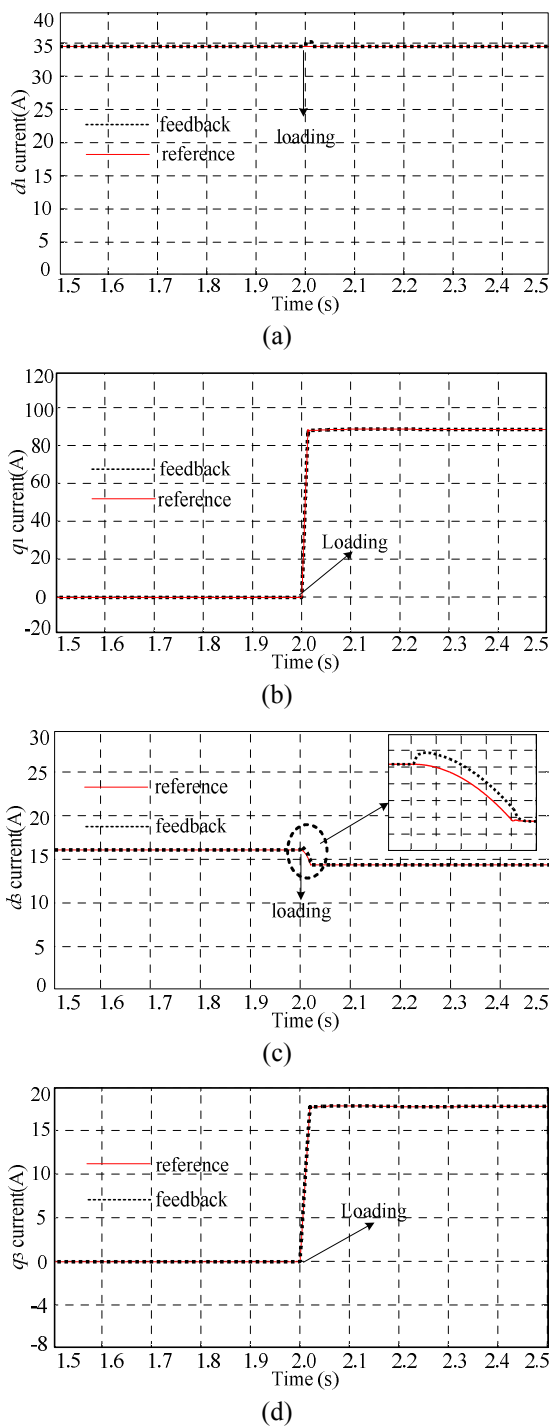 40
35
30
25
20
15
10
5
0
d1 current(A)
feedback
reference
loading
1.5 1.6 1.7 1.8 1.9 2.0 2.1 2.2 2.3 2.4 2.5
Time (s)
(a)
120
100
80
60
40
20
0
-20
q1 current(A)
feedback
reference
Loading
1.5 1.6 1.7 1.8 1.9 2.0 2.1 2.2 2.3 2.4 2.5
Time (s)
(b)
30
25
20
15
10
5
0
d3 current(A)
reference
feedback
loading
1.5 1.6 1.7 1.8 1.9 2.0 2.1 2.2 2.3 2.4 2.5
Time (s)
(c)
20
15
10
5
0
-4
-8
q3 current(A)
reference
feedback
Loading
1.5 1.6 1.7 1.8 1.9 2.0 2.1 2.2 2.3 2.4 2.5
Time (s)
(d)